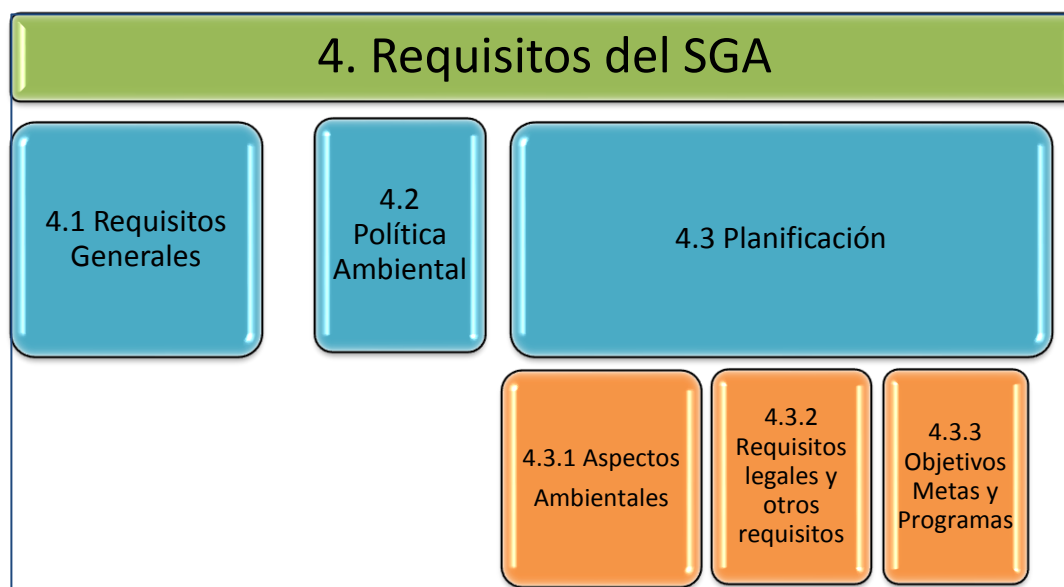 4. Requisitos del SGA
4.1 Requisitos
Generales
4.2
Política
Ambiental
4.3 Planificación
4.3.1 Aspectos
Ambientales
4.3.2
Requisitos
legales y
otros
requisitos
4.3.3
Objetivos
Metas y
Programas